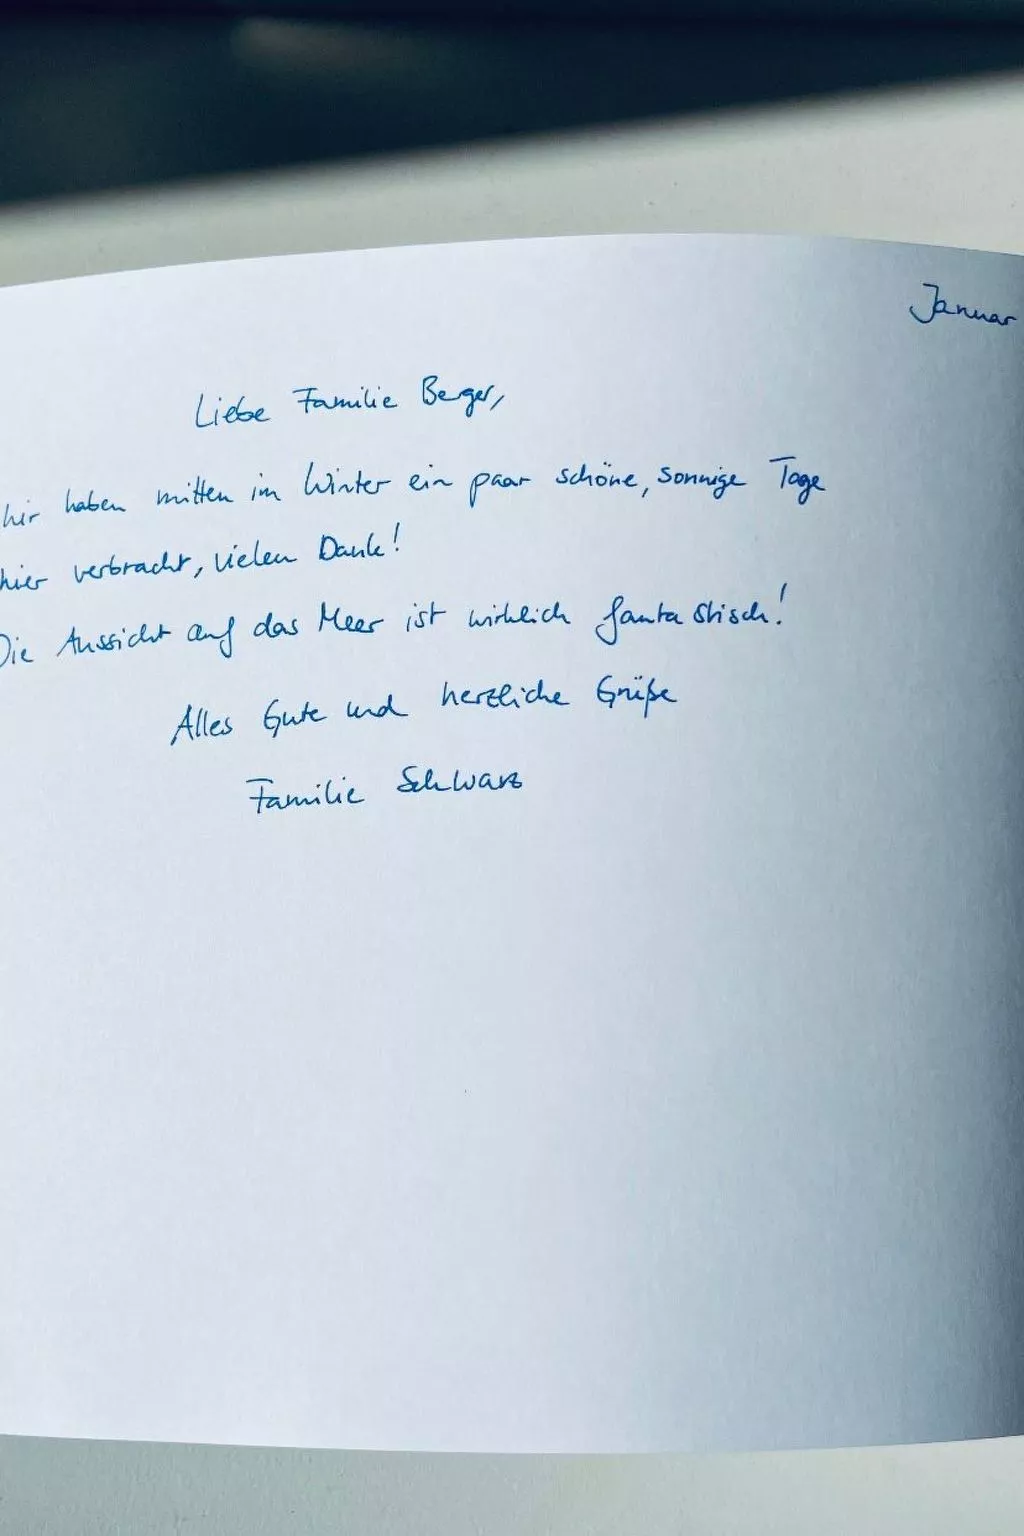 Januar
Liebe Familie Berger,
wir haben mitten im Winter ein paar schöne, sonnige Tage
hier verbracht, vielen Dank!
Die Aussicht auf das Meer ist wirklich fantastisch!
Alles Gute und herzliche Grüße
Familie Schwarz